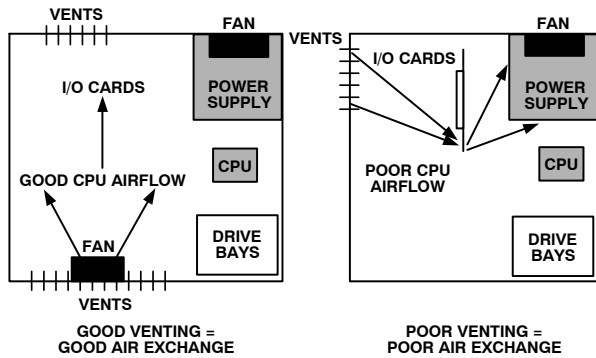 VENTS
FAN
I/O CARDS
POWER
SUPPLY
GOOD CPU AIRFLOW
CPU
FAN
DRIVE
BAYS
VENTS
GOOD VENTING =
GOOD AIR EXCHANGE
VENTS
FAN
I/O CARDS
POWER
SUPPLY
POOR CPU
AIRFLOW
CPU
DRIVE
BAYS
POOR VENTING =
POOR AIR EXCHANGE